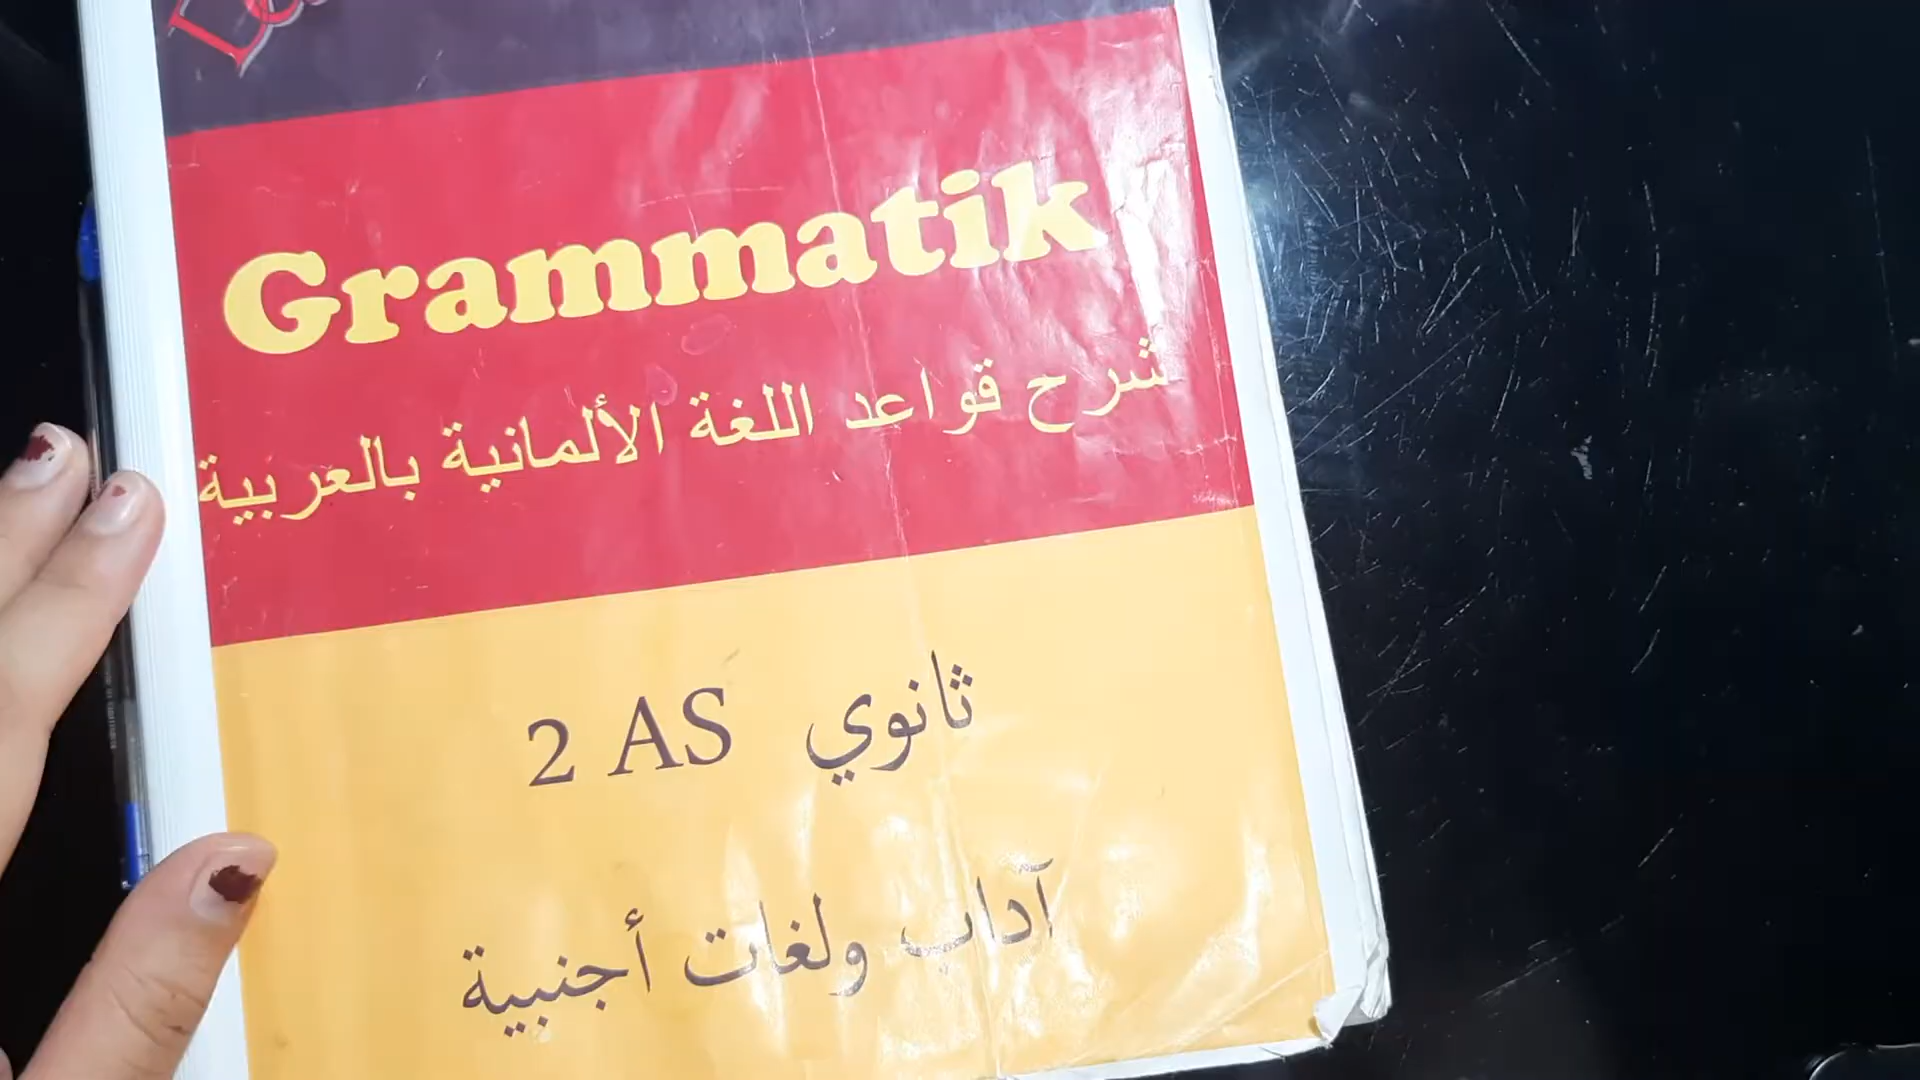 Grammatik
شرح قواعد اللغة الألمانية بالعربية
2 AS ثانوي
آداب ولغات أجنبية